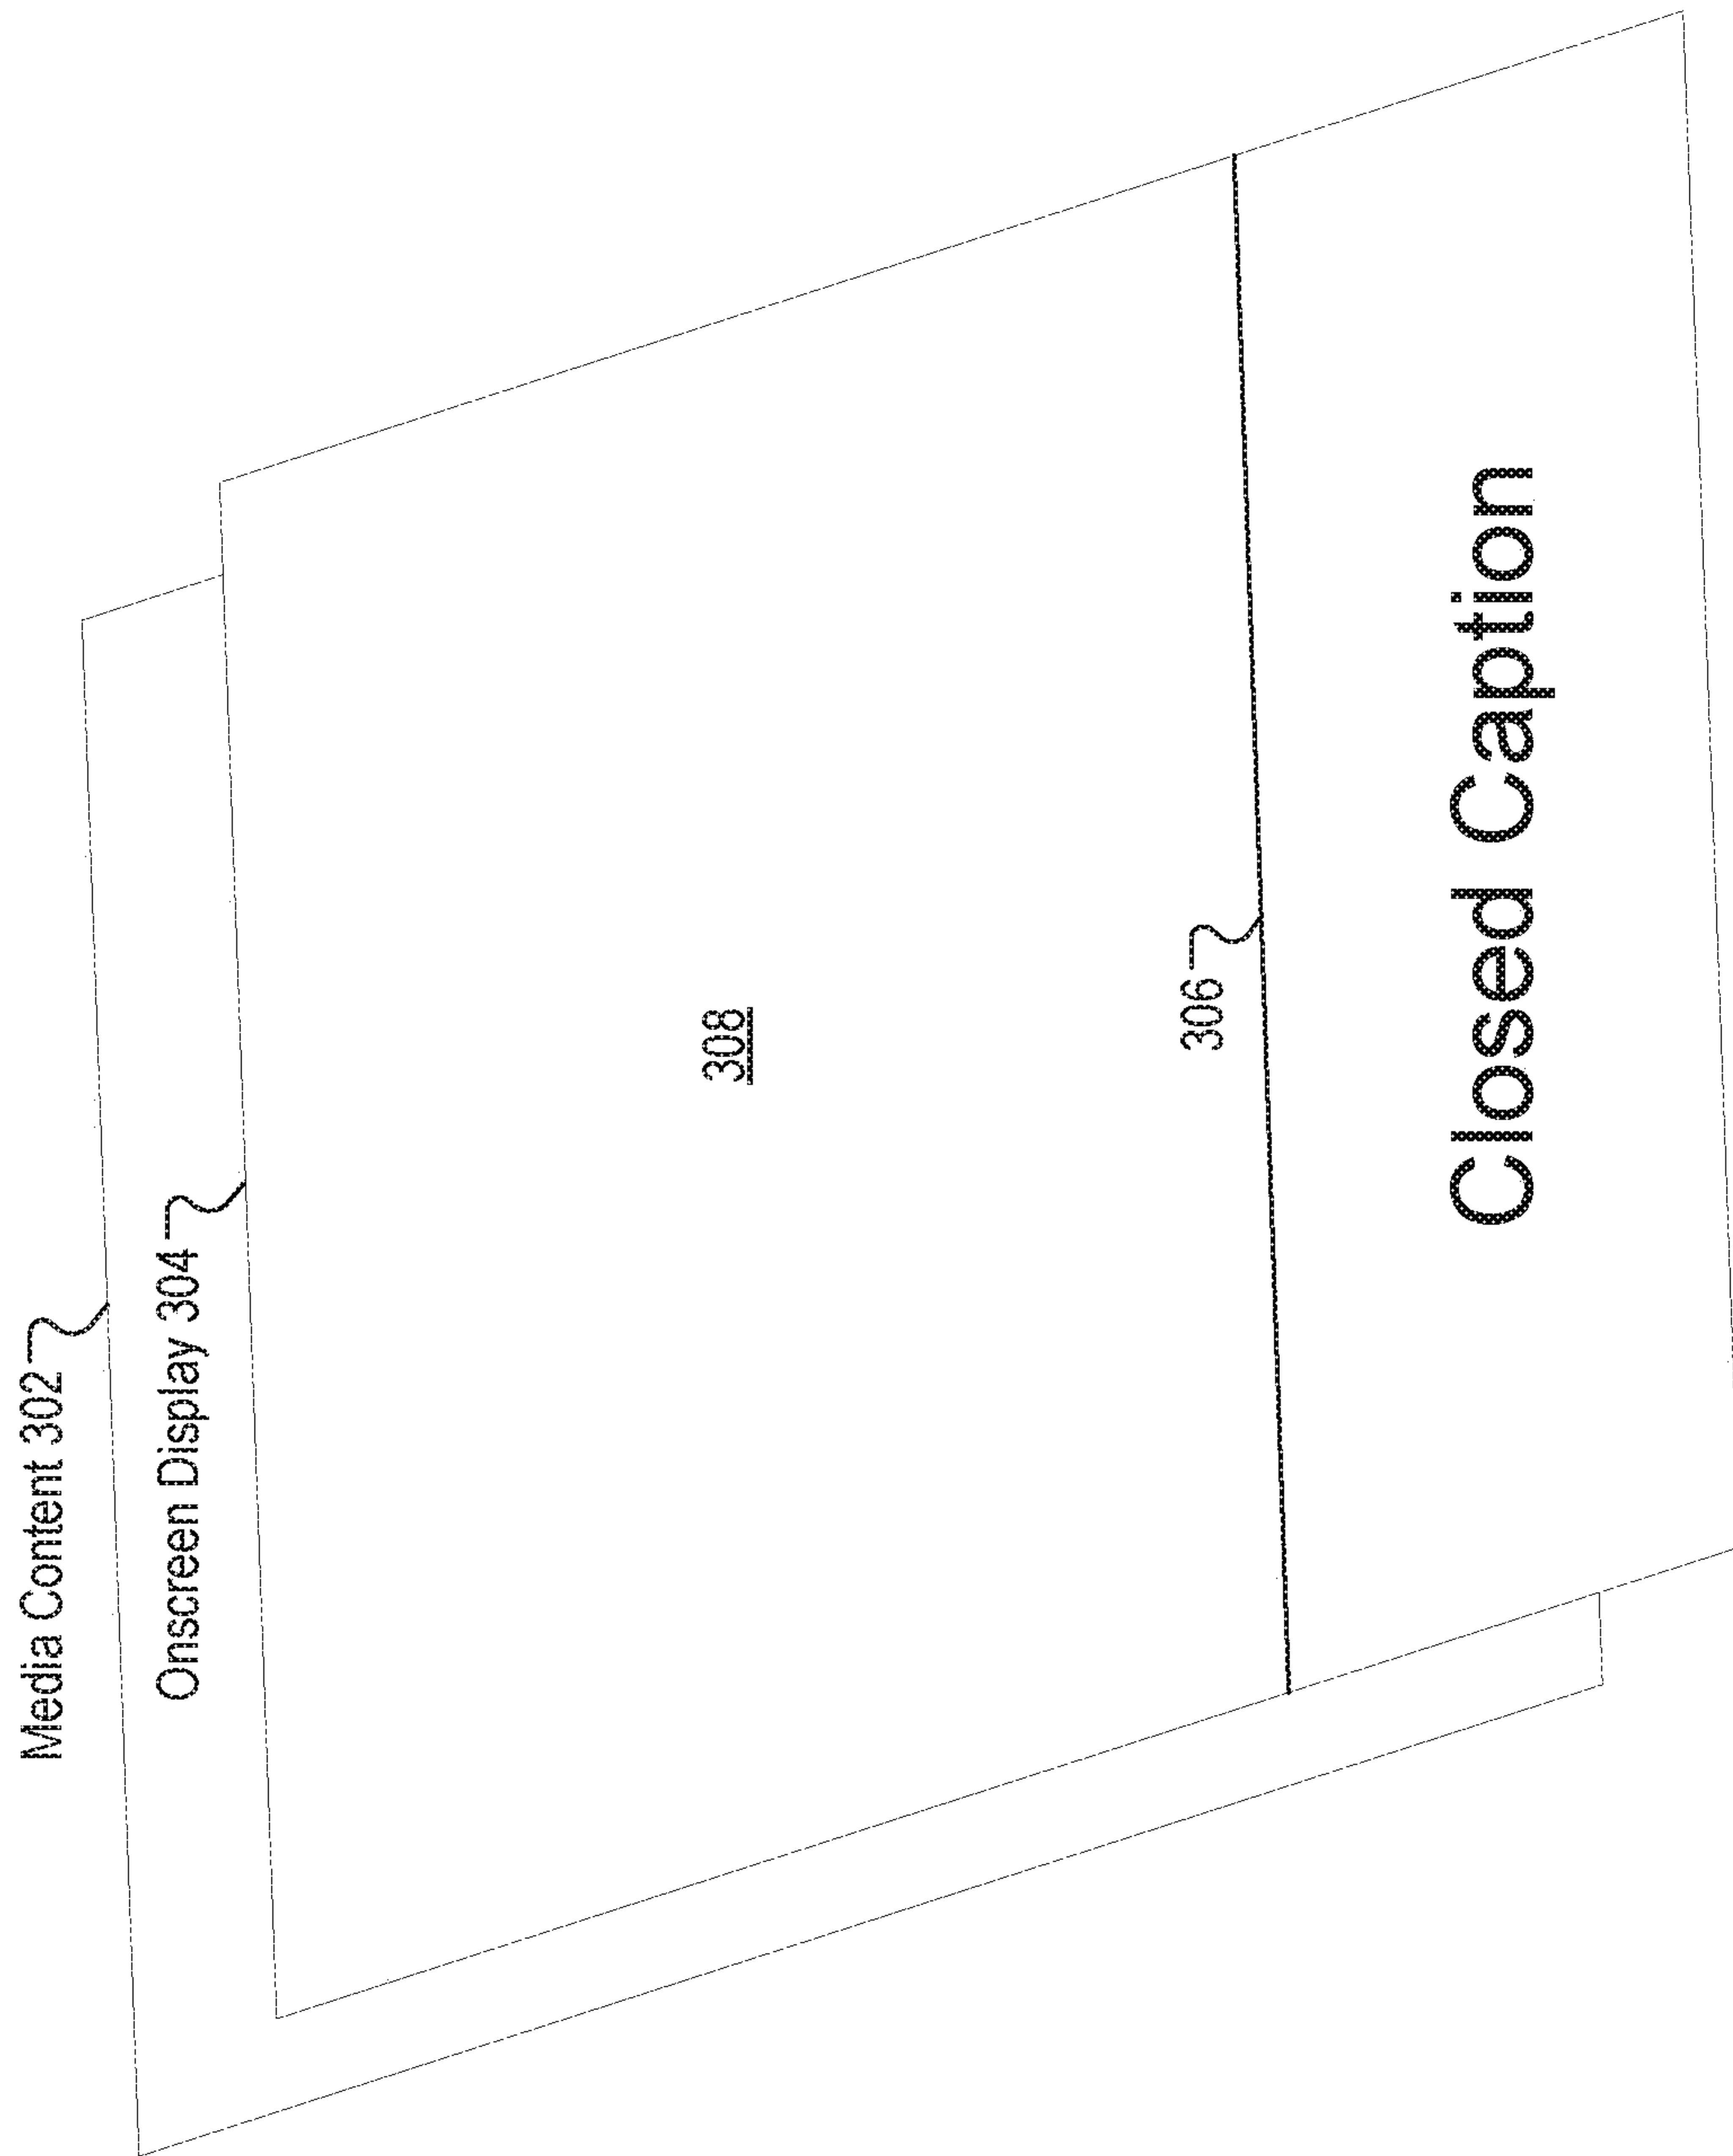 Media Content 302
Onscreen Display 304
308
306
Closed Caption